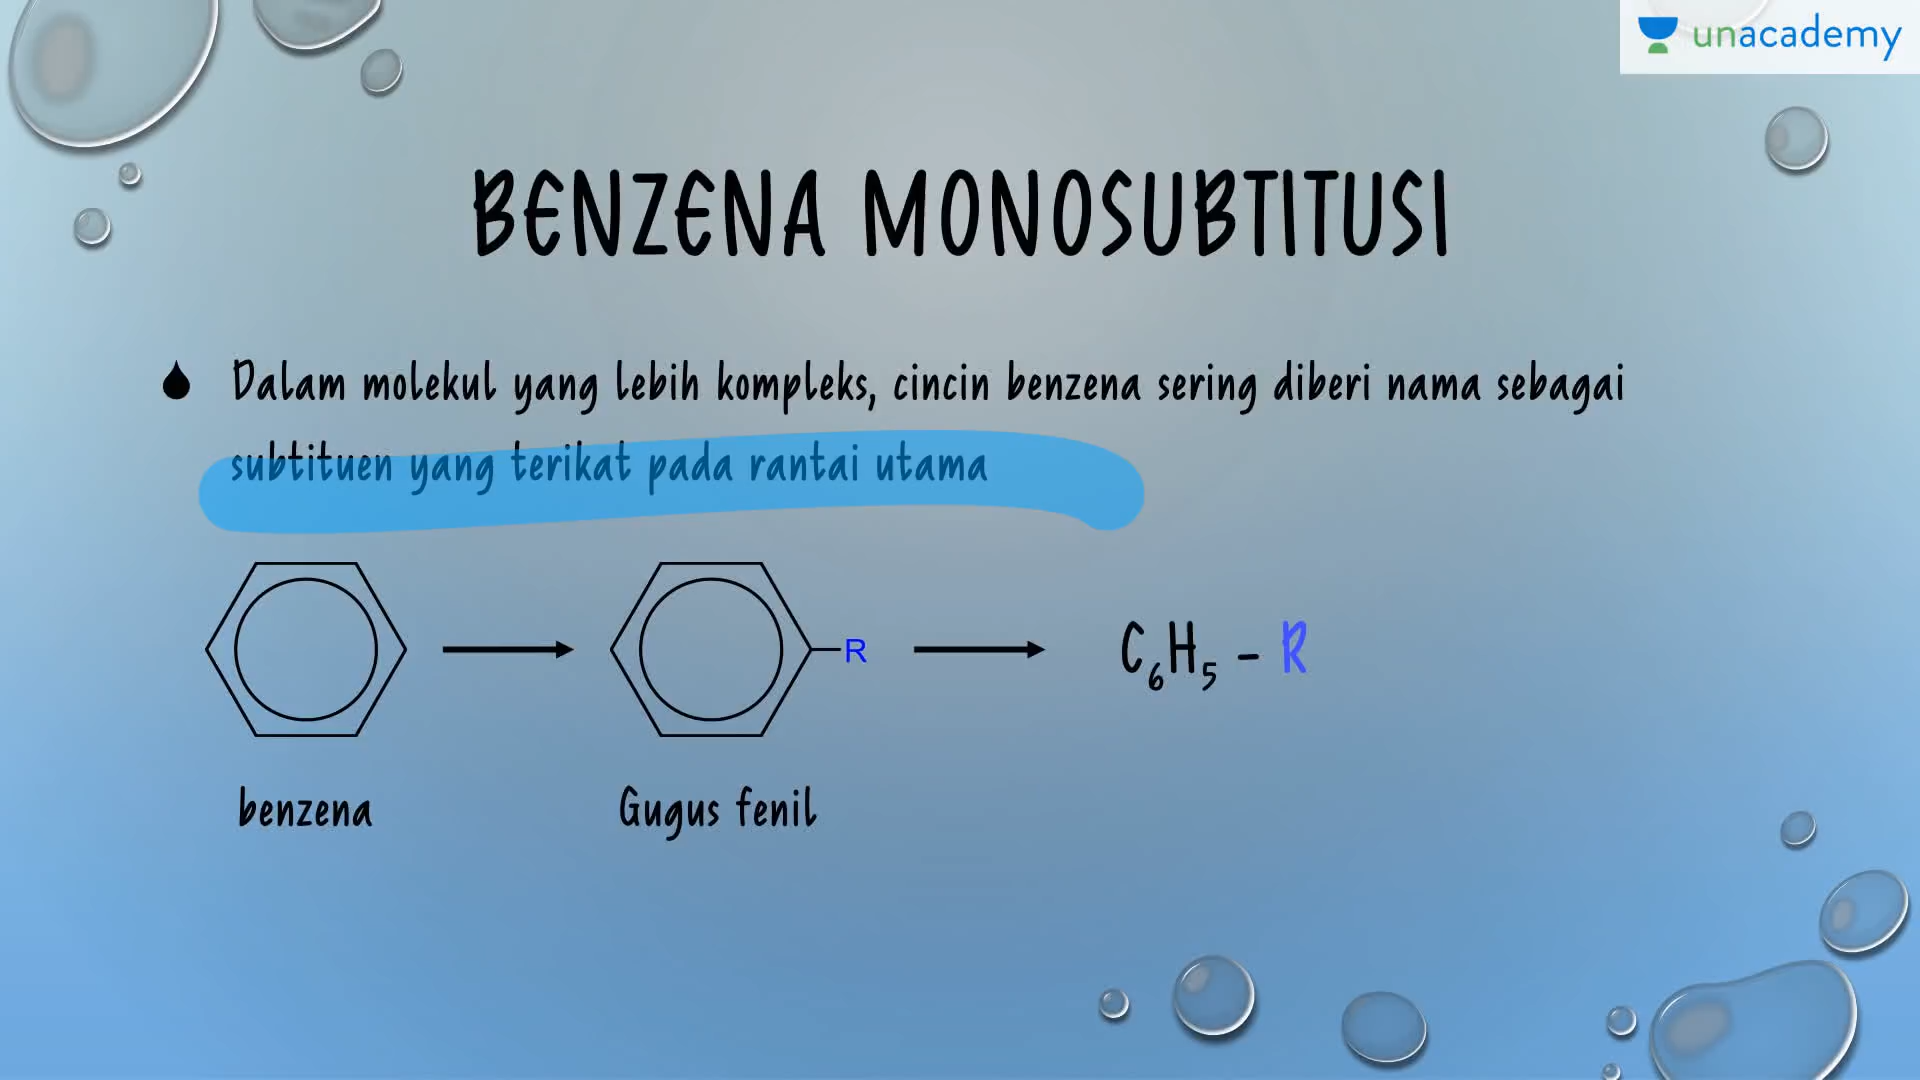 unacademy
BENZENA MONOSUBTITUSI
Dalam molekul yang lebih kompleks, cincin benzena sering diberi nama sebagai
subtituen yang terikat pada rantai utama
R
C₆H₅ - R
benzena
Gugus fenil